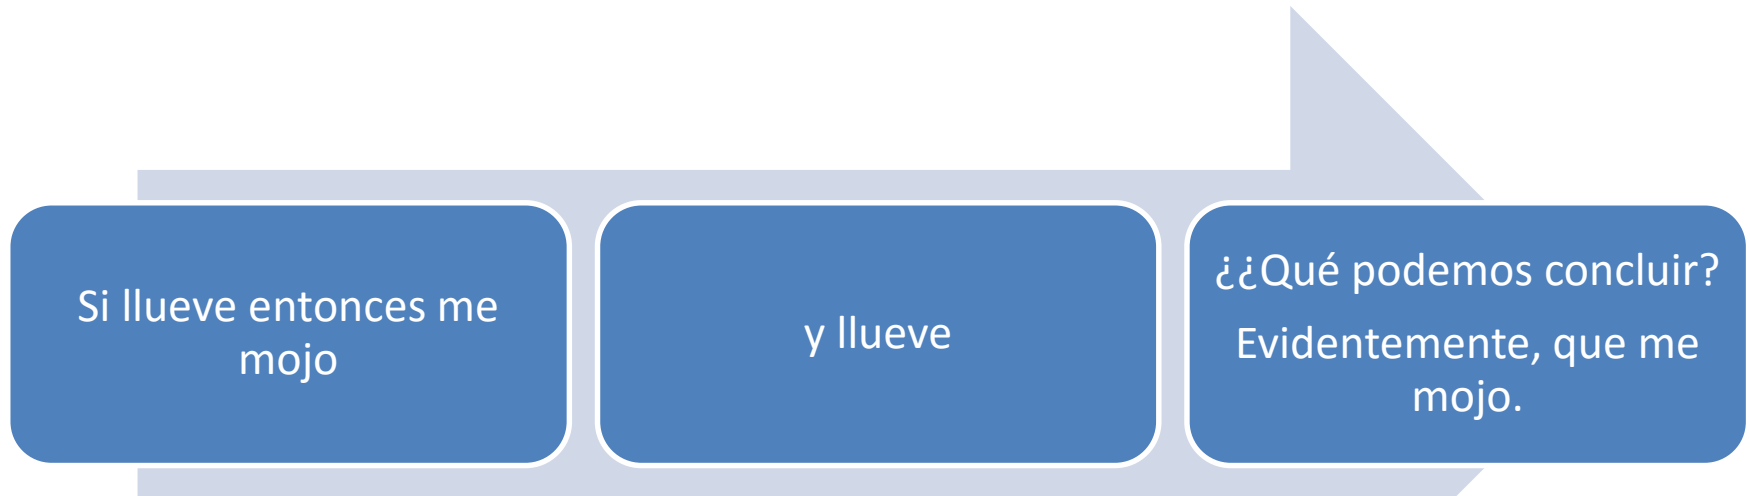 Si llueve entonces me
mojo
y llueve
¿¿Qué podemos concluir?
Evidentemente, que me
mojo.